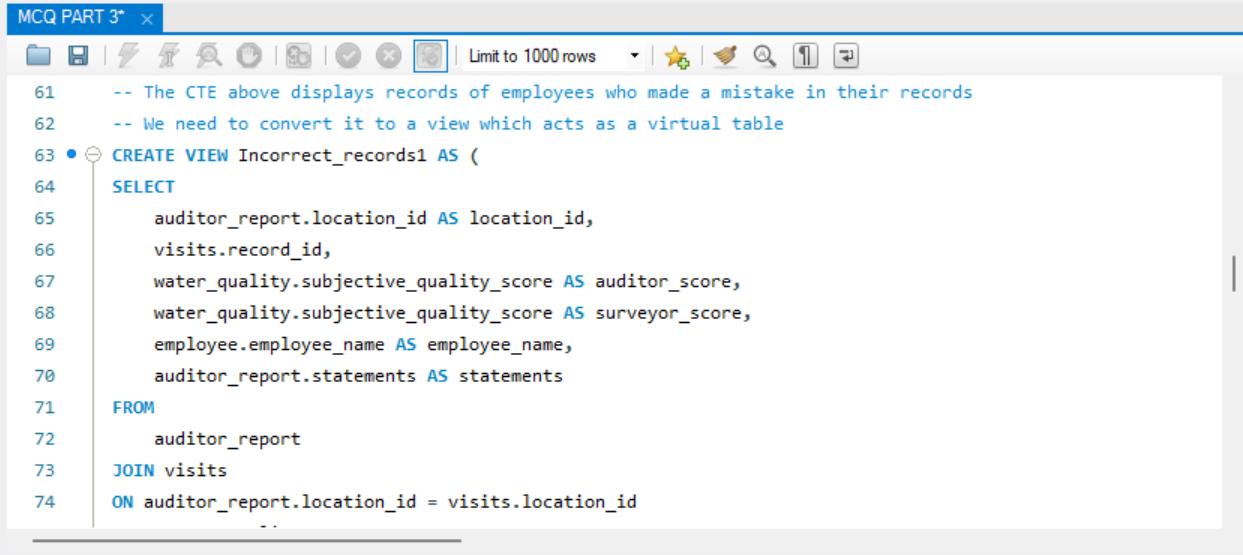 MCQ PART 3* ×
Limit to 1000 rows
61 -- The CTE above displays records of employees who made a mistake in their records
62 -- We need to convert it to a view which acts as a virtual table
63 CREATE VIEW Incorrect_records1 AS (
64 SELECT
65 auditor_report.location_id AS location_id,
66 visits.record_id,
67 water_quality.subjective_quality_score AS auditor_score,
68 water_quality.subjective_quality_score AS surveyor_score,
69 employee.employee_name AS employee_name,
70 auditor_report.statements AS statements
71 FROM
72 auditor_report
73 JOIN visits
74 ON auditor_report.location_id = visits.location_id